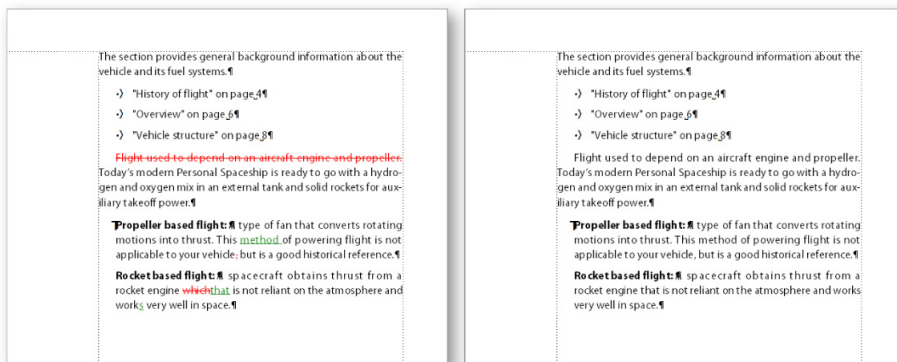 The section provides general background information about the
vehicle and its fuel systems.¶
•〉 "History of flight" on page 4¶
•〉 "Overview" on page 6¶
•〉 "Vehicle structure" on page 8¶
Flight used to depend on an aircraft engine and propeller.
Today's modern Personal Spaceship is ready to go with a hydro-
gen and oxygen mix in an external tank and solid rockets for aux-
iliary takeoff power.¶
Propeller based flight: ¶ type of fan that converts rotating
motions into thrust. This method of powering flight is not
applicable to your vehicle, but is a good historical reference.¶
Rocket based flight: ¶ spacecraft obtains thrust from a
rocket engine whichthat is not reliant on the atmosphere and
works very well in space.¶
The section provides general background information about the
vehicle and its fuel systems.¶
•〉 "History of flight" on page 4¶
•〉 "Overview" on page 6¶
•〉 "Vehicle structure" on page 8¶
Flight used to depend on an aircraft engine and propeller.
Today's modern Personal Spaceship is ready to go with a hydro-
gen and oxygen mix in an external tank and solid rockets for aux-
iliary takeoff power.¶
Propeller based flight: ¶ type of fan that converts rotating
motions into thrust. This method of powering flight is not
applicable to your vehicle, but is a good historical reference.¶
Rocket based flight: ¶ spacecraft obtains thrust from a
rocket engine that is not reliant on the atmosphere and works
very well in space.¶